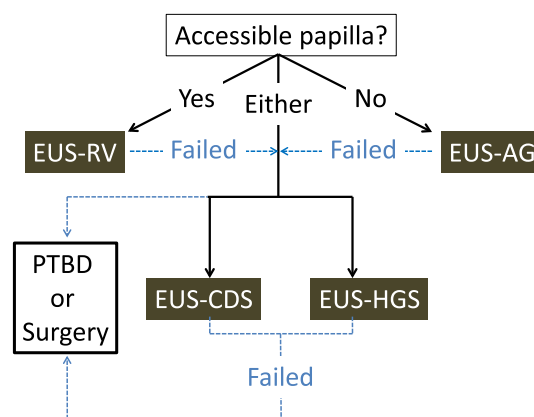 Accessible papilla?
Yes
Either
No
EUS-RV
Failed
Failed
EUS-AG
PTBD
or
Surgery
EUS-CDS
EUS-HGS
Failed